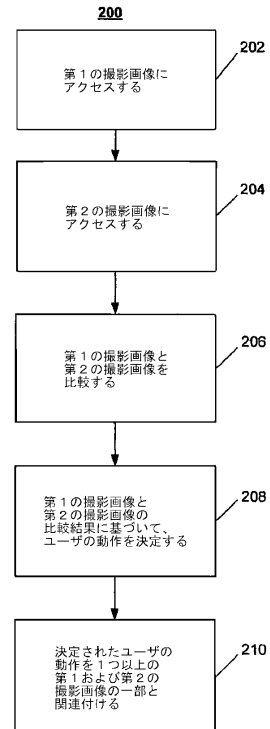 200
第１の撮影画像に
アクセスする
202
第２の撮影画像に
アクセスする
204
第１の撮影画像と
第２の撮影画像を
比較する
206
第１の撮影画像と
第２の撮影画像の
比較結果に基づいて、
ユーザの動作を決定する
208
決定されたユーザの
動作を１つ以上の
第１および第２の
撮影画像の一部と
関連付ける
210